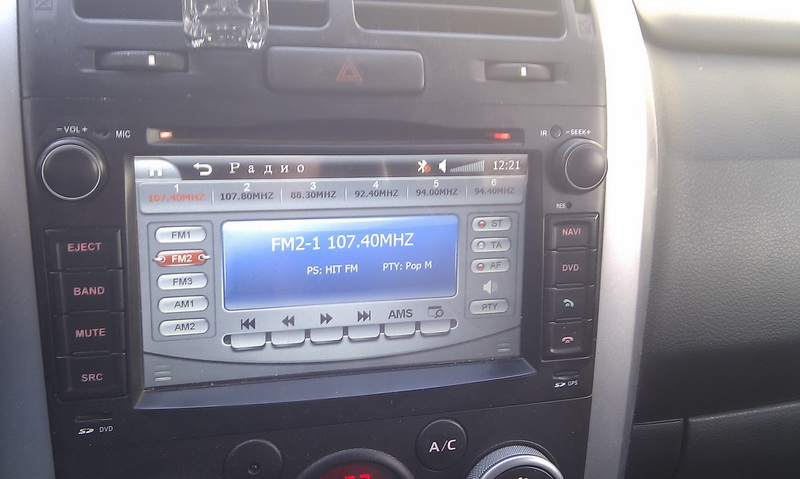 -VOL+ MIC IR -SEEK+
Радио 12:21
1 2 3 4 5 6
107.40MHZ 107.80MHZ 88.30MHZ 92.40MHZ 94.00MHZ 94.40MHZ
RES
EJECT
BAND
MUTE
SRC
FM1
FM2
FM3
AM1
AM2
FM2-1 107.40MHZ
PS: HIT FM PTY: Pop M
AMS
ST
TA
AF
PTY
NAVI
DVD
SD DVD
SD GPS
A/C